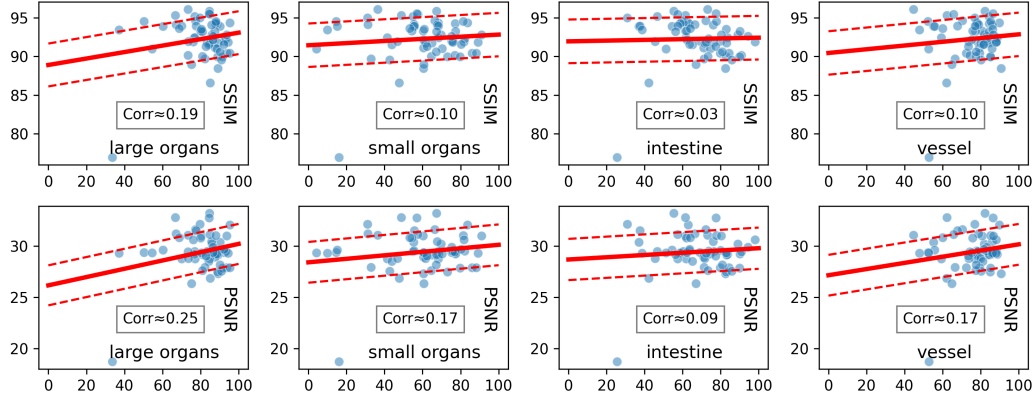 95
90
85
80
SSIM
Corr≈0.19
large organs
0 20 40 60 80 100
95
90
85
80
SSIM
Corr≈0.10
small organs
0 20 40 60 80 100
95
90
85
80
SSIM
Corr≈0.03
intestine
0 20 40 60 80 100
95
90
85
80
SSIM
Corr≈0.10
vessel
0 20 40 60 80 100
30
25
20
PSNR
Corr≈0.25
large organs
0 20 40 60 80 100
30
25
20
PSNR
Corr≈0.17
small organs
0 20 40 60 80 100
30
25
20
PSNR
Corr≈0.09
intestine
0 20 40 60 80 100
30
25
20
PSNR
Corr≈0.17
vessel
0 20 40 60 80 100